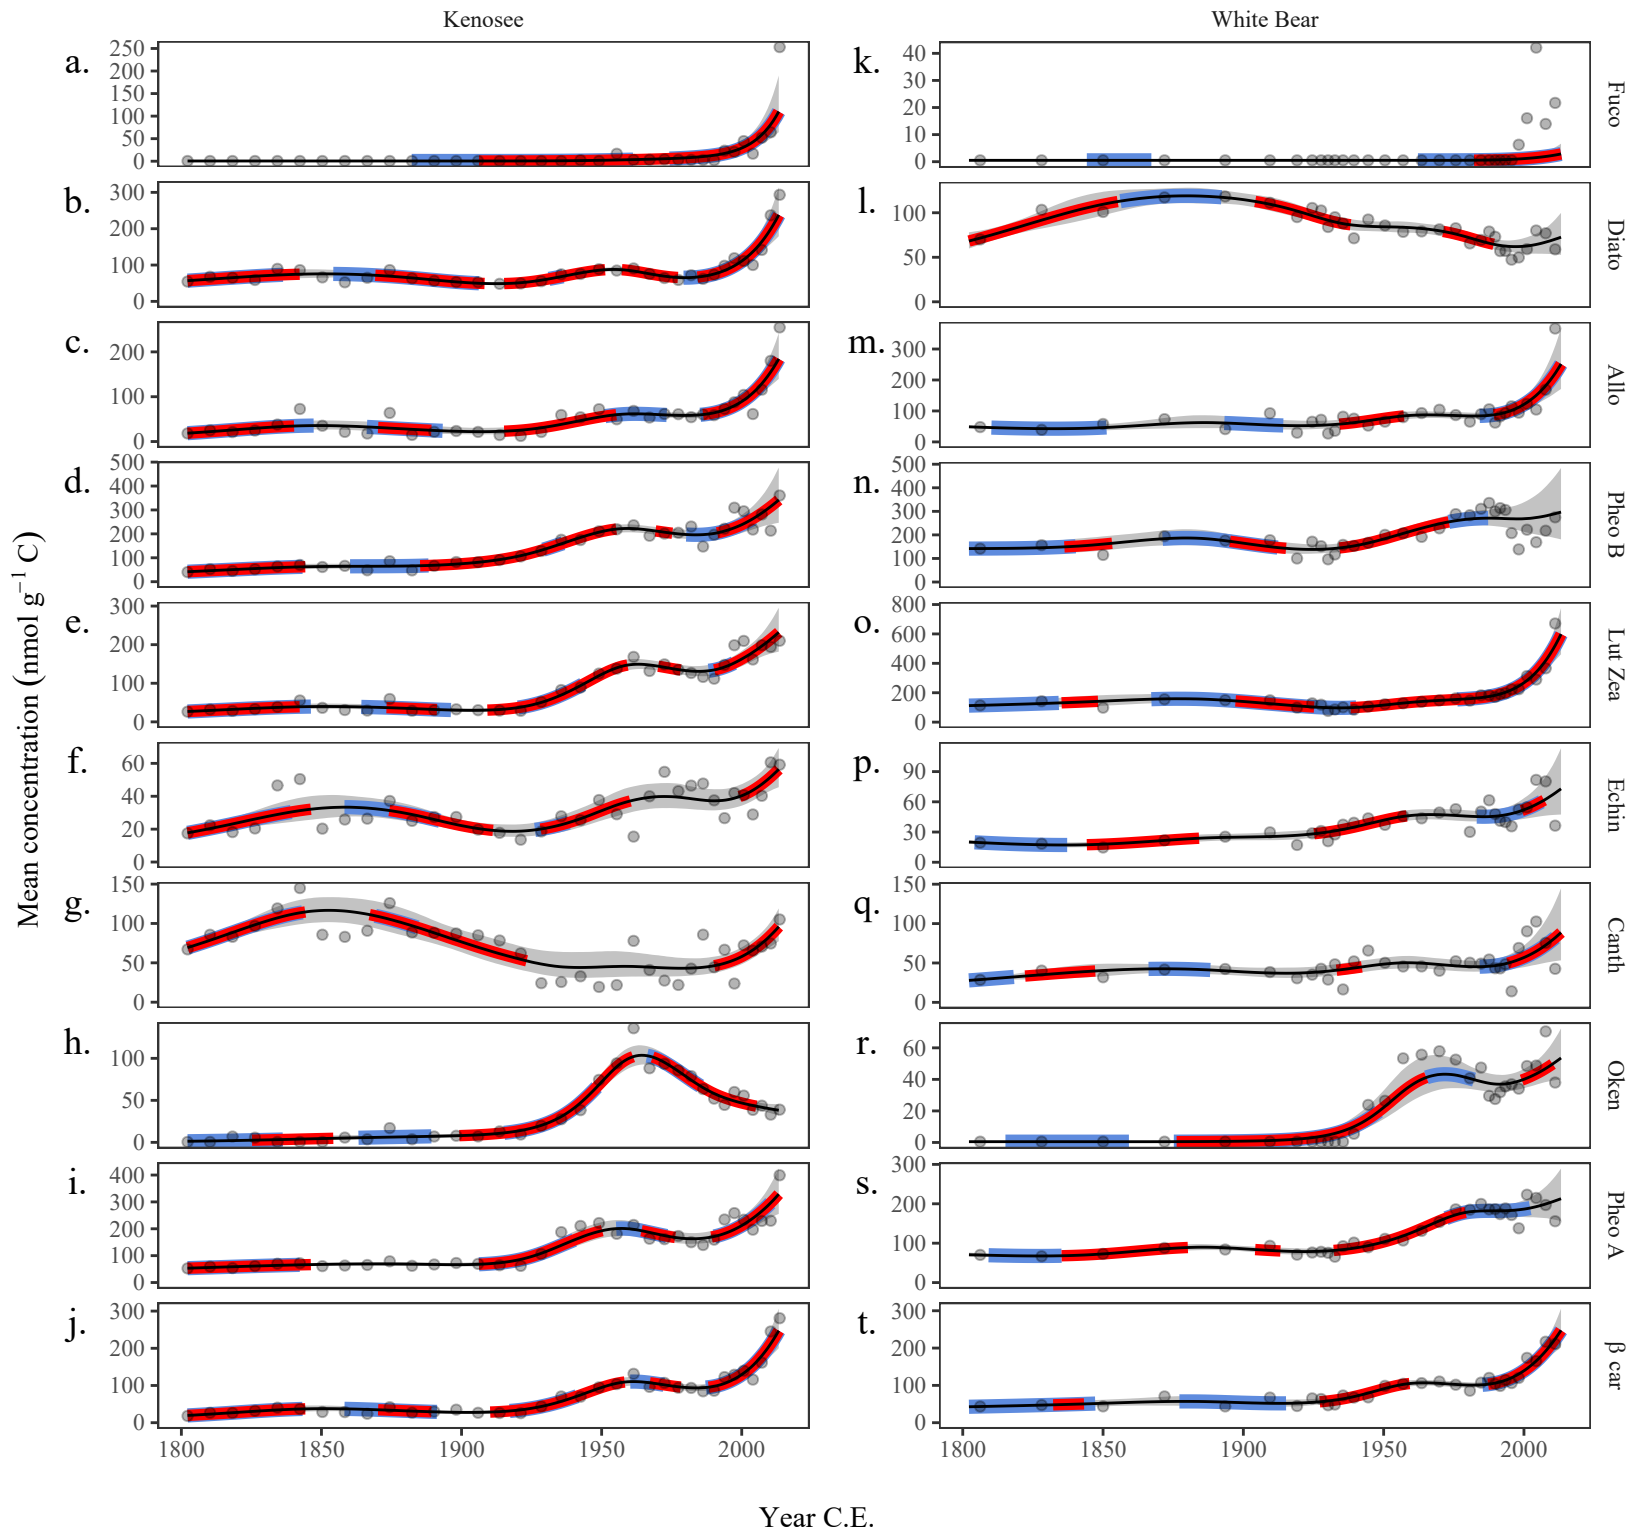 Kenosee White Bear
Mean concentration (nmol g⁻¹ C)
a. 250 200 150 100 50 0
k. 40 30 20 10 0 Fuco
b. 300 200 100 0
l. 100 50 0 Diato
c. 200 100 0
m. 300 200 100 0 Allo
d. 500 400 300 200 100 0
n. 500 400 300 200 100 0 Pheo B
e. 300 200 100 0
o. 800 600 400 200 0 Lut Zea
f. 60 40 20 0
p. 90 60 30 0 Echin
g. 150 100 50 0
q. 150 100 50 0 Canth
h. 100 50 0
r. 60 40 20 0 Oken
i. 400 300 200 100 0
s. 300 200 100 0 Pheo A
j. 300 200 100 0
t. 300 200 100 0 β car
1800 1850 1900 1950 2000 1800 1850 1900 1950 2000
Year C.E.